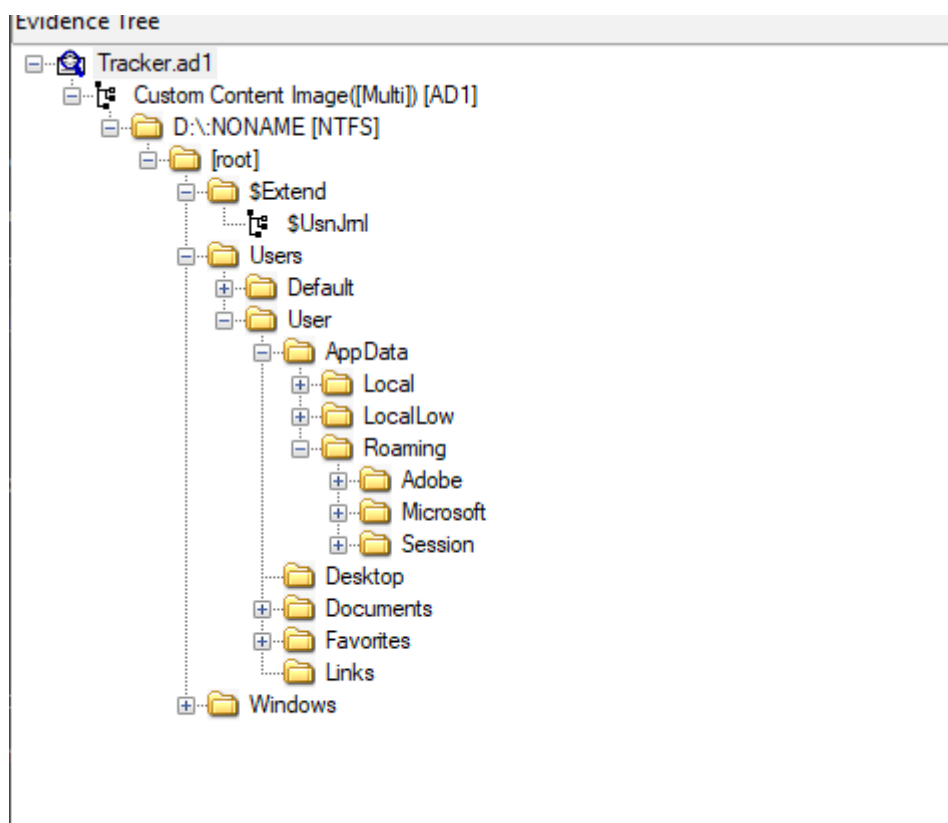 Evidence Tree
Tracker.ad1
Custom Content Image([Multi]) [AD1]
D:\:NONAME [NTFS]
[root]
$Extend
$UsnJrnl
Users
Default
User
AppData
Local
LocalLow
Roaming
Adobe
Microsoft
Session
Desktop
Documents
Favorites
Links
Windows